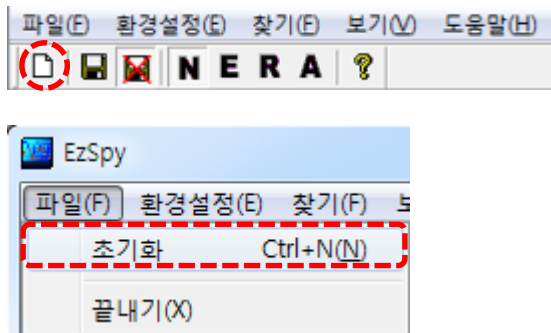 파일(F) 환경설정(E) 찾기(F) 보기(V) 도움말(H)
N E R A
EzSpy
파일(F) 환경설정(E) 찾기(F)
초기화 Ctrl+N(N)
끝내기(X)